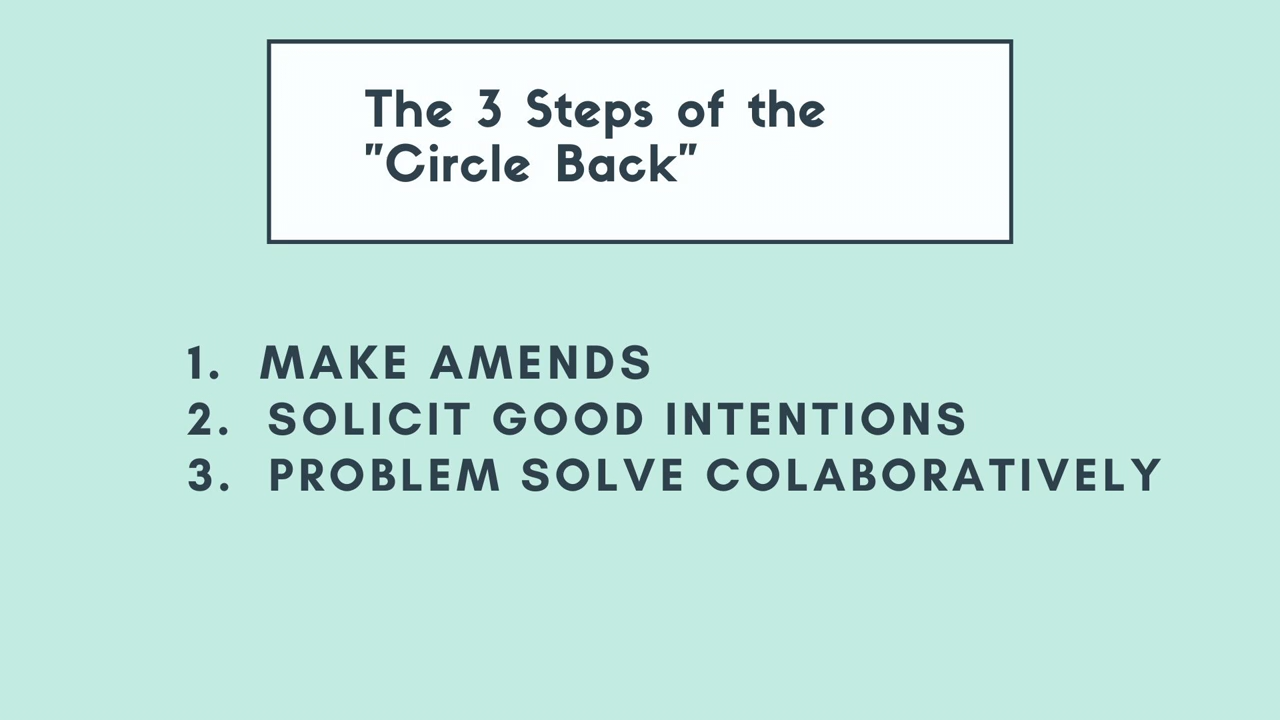 The 3 Steps of the
"Circle Back"
1. MAKE AMENDS
2. SOLICIT GOOD INTENTIONS
3. PROBLEM SOLVE COLABORATIVELY